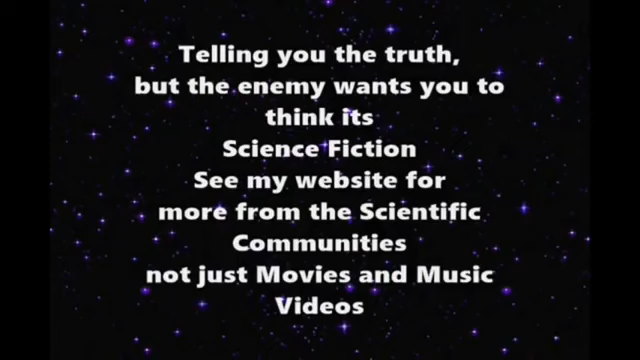 Telling you the truth,
but the enemy wants you to
think its
Science Fiction
See my website for
more from the Scientific
Communities
not just Movies and Music
Videos